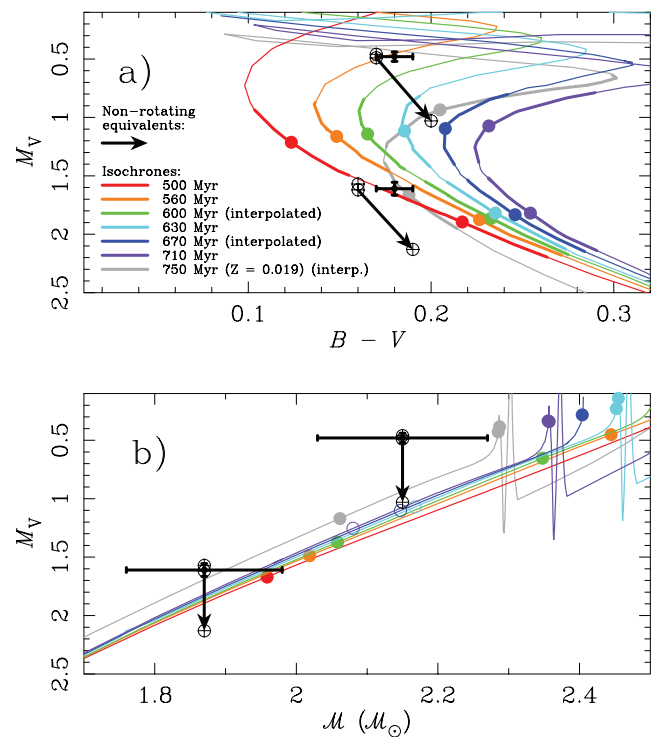 a)
0.5
1
1.5
2
2.5
M_V
Non-rotating
equivalents:
Isochrones:
500 Myr
560 Myr
600 Myr (interpolated)
630 Myr
670 Myr (interpolated)
710 Myr
750 Myr (Z = 0.019) (interp.)
0.1 0.2 0.3
B − V
b)
0.5
1
1.5
2
2.5
M_V
1.8 2 2.2 2.4
ℳ (ℳ⊙)